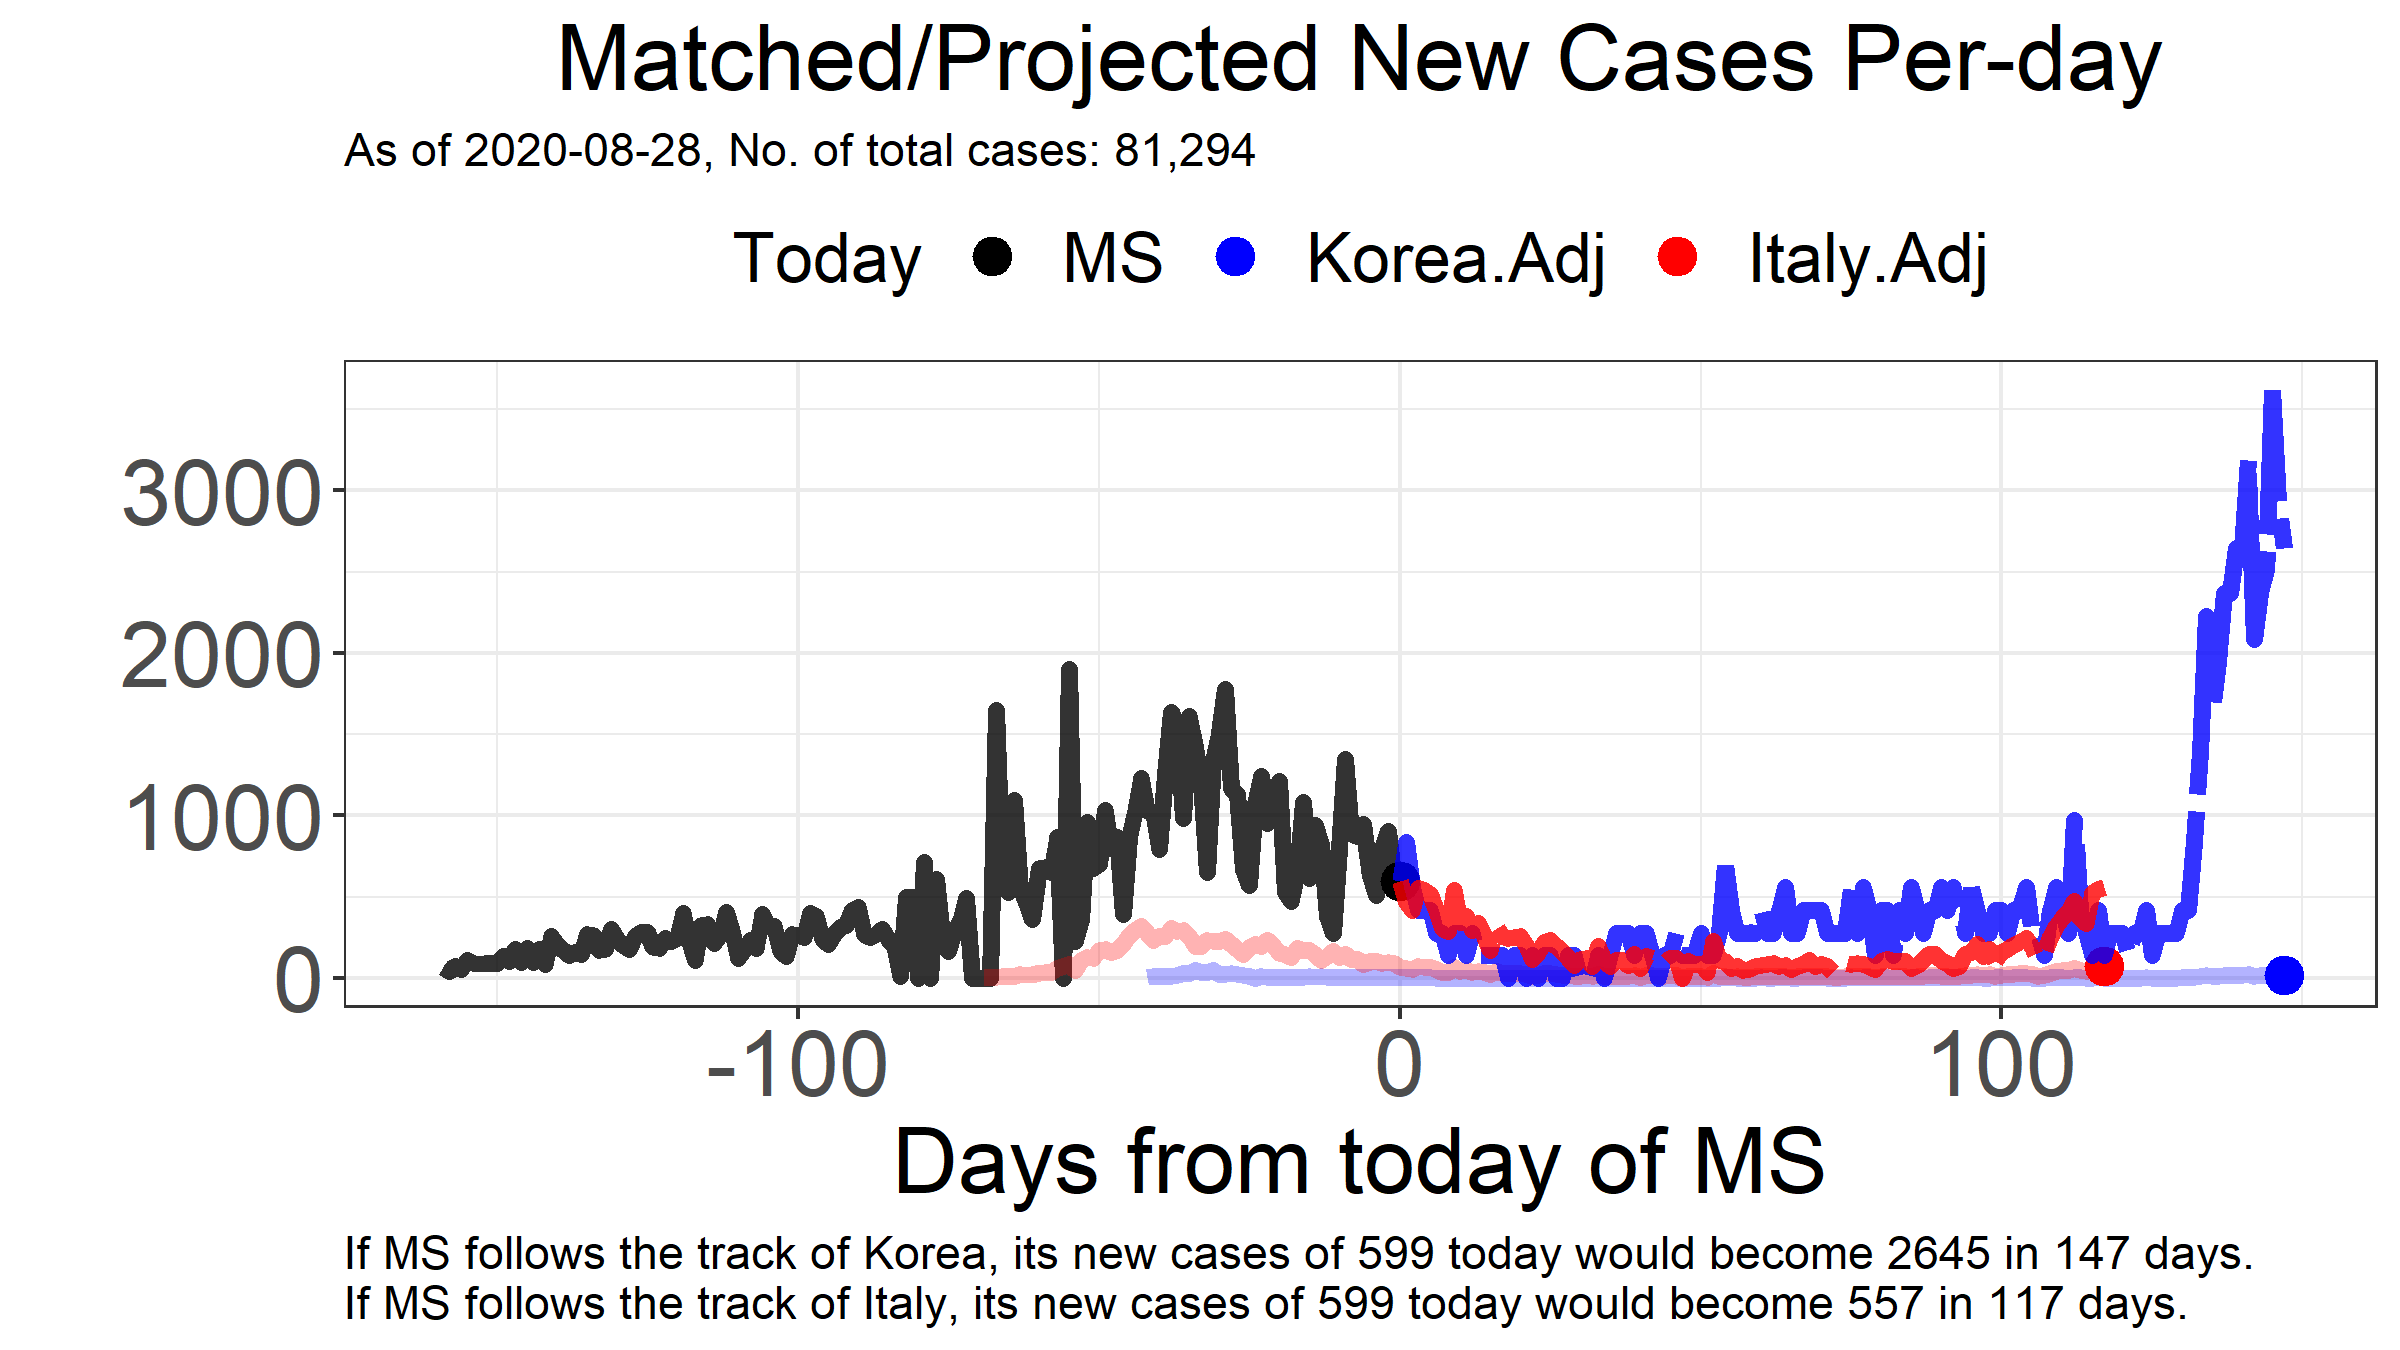 Matched/Projected New Cases Per-day
As of 2020-08-28, No. of total cases: 81,294
Today MS Korea.Adj Italy.Adj
3000
2000
1000
0
-100 0 100
Days from today of MS
If MS follows the track of Korea, its new cases of 599 today would become 2645 in 147 days.
If MS follows the track of Italy, its new cases of 599 today would become 557 in 117 days.